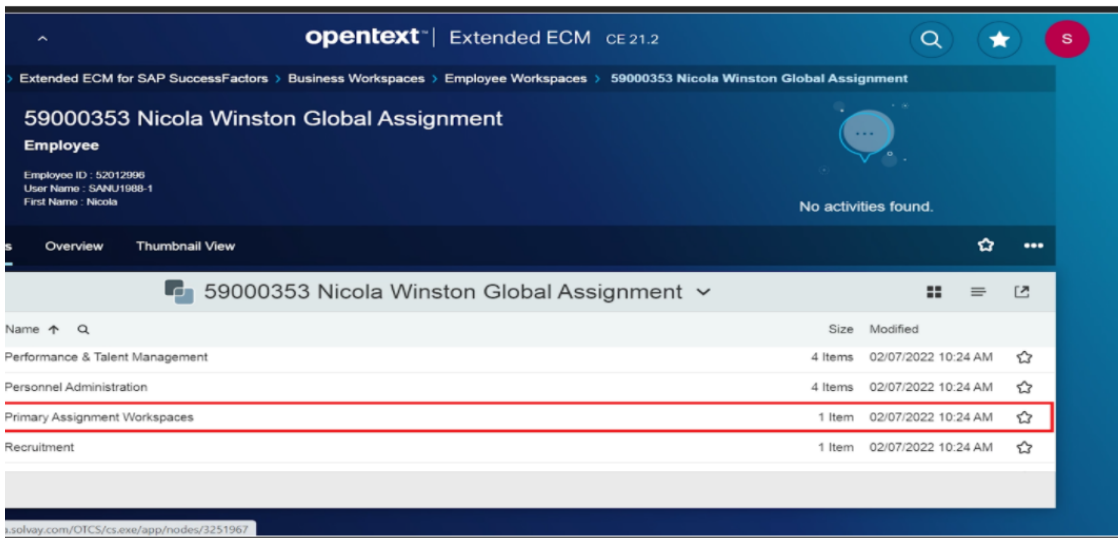 opentext™ | Extended ECM CE 21.2
S
> Extended ECM for SAP SuccessFactors > Business Workspaces > Employee Workspaces > 59000353 Nicola Winston Global Assignment
59000353 Nicola Winston Global Assignment
Employee
Employee ID : 52012996
User Name : SANU1988-1
First Name : Nicola
No activities found.
s Overview Thumbnail View
59000353 Nicola Winston Global Assignment
Name Size Modified
Performance & Talent Management 4 Items 02/07/2022 10:24 AM
Personnel Administration 4 Items 02/07/2022 10:24 AM
Primary Assignment Workspaces 1 Item 02/07/2022 10:24 AM
Recruitment 1 Item 02/07/2022 10:24 AM
.solvay.com/OTCS/cs.exe/app/nodes/3251967